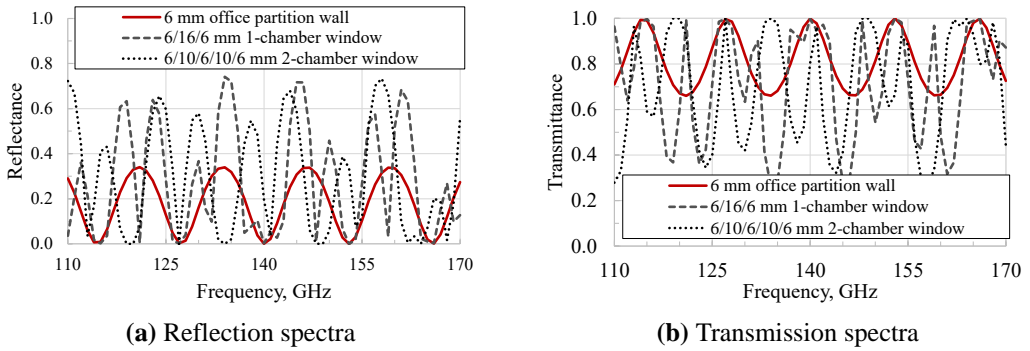 1.0
0.8
0.6
0.4
0.2
0.0
Reflectance
6 mm office partition wall
6/16/6 mm 1-chamber window
6/10/6/10/6 mm 2-chamber window
110
125
140
155
170
Frequency, GHz
(a) Reflection spectra
1.0
0.8
0.6
0.4
0.2
0.0
Transmittance
6 mm office partition wall
6/16/6 mm 1-chamber window
6/10/6/10/6 mm 2-chamber window
110
125
140
155
170
Frequency, GHz
(b) Transmission spectra